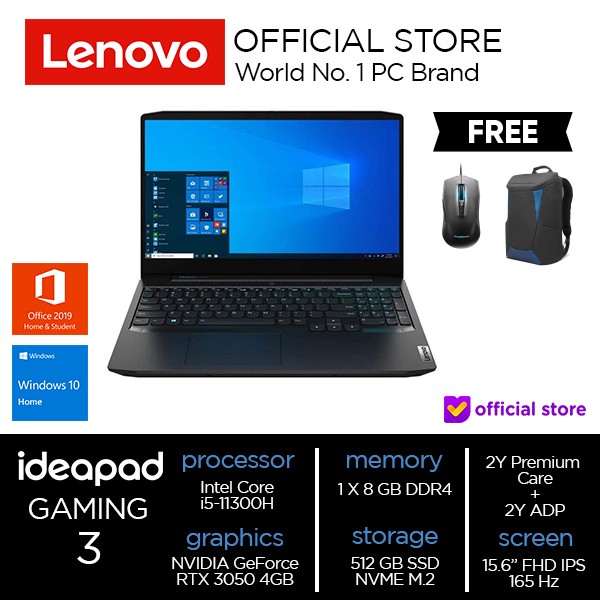 Lenovo
OFFICIAL STORE
World No. 1 PC Brand
FREE
Office 2019
Home & Student
Windows
Windows 10
Home
Lenovo
official store
ideapad
GAMING
3
processor
Intel Core
i5-11300H
graphics
NVIDIA GeForce
RTX 3050 4GB
memory
1 X 8 GB DDR4
storage
512 GB SSD
NVME M.2
2Y Premium
Care
+
2Y ADP
screen
15.6” FHD IPS
165 Hz